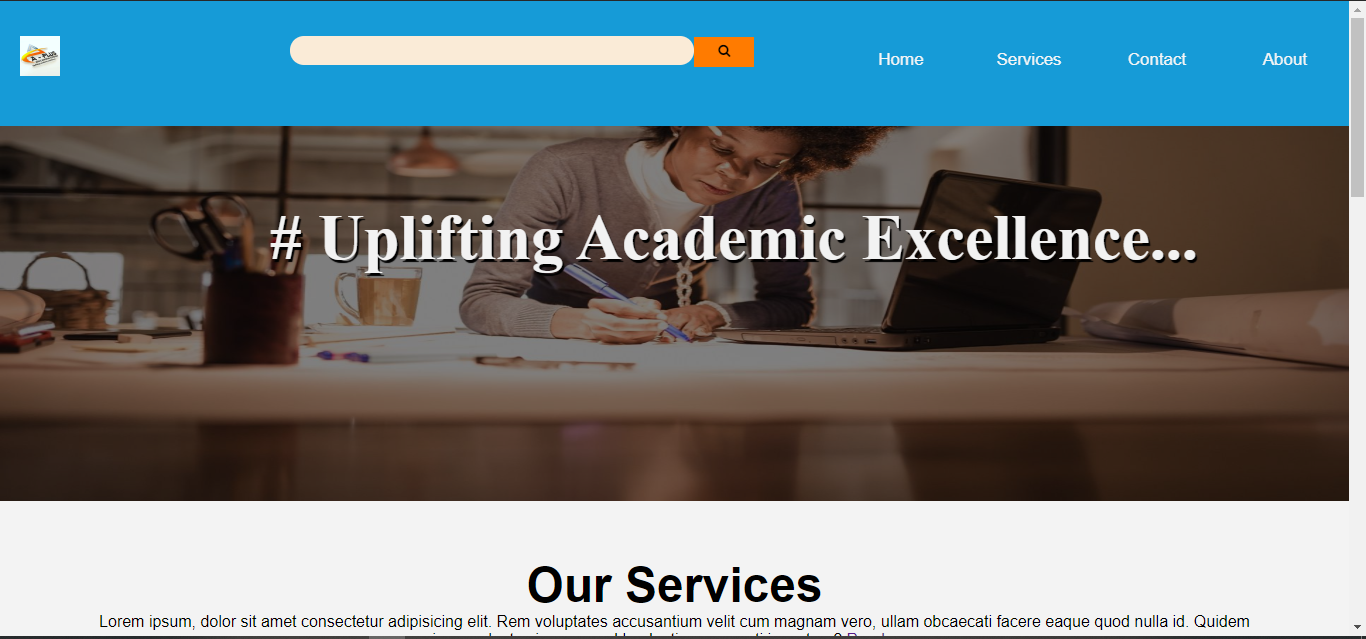 A - PLUS
Home
Services
Contact
About
# Uplifting Academic Excellence...
Our Services
Lorem ipsum, dolor sit amet consectetur adipisicing elit. Rem voluptates accusantium velit cum magnam vero, ullam obcaecati facere eaque quod nulla id. Quidem